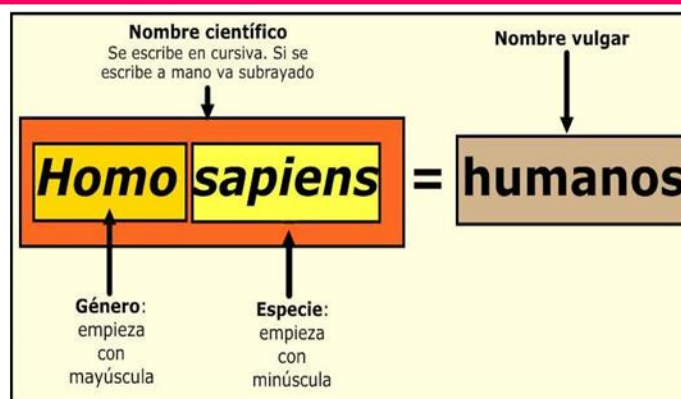 Nombre científico
Se escribe en cursiva. Si se
escribe a mano va subrayado
Nombre vulgar
Homo sapiens = humanos
Género:
empieza
con
mayúscula
Especie:
empieza
con
minúscula